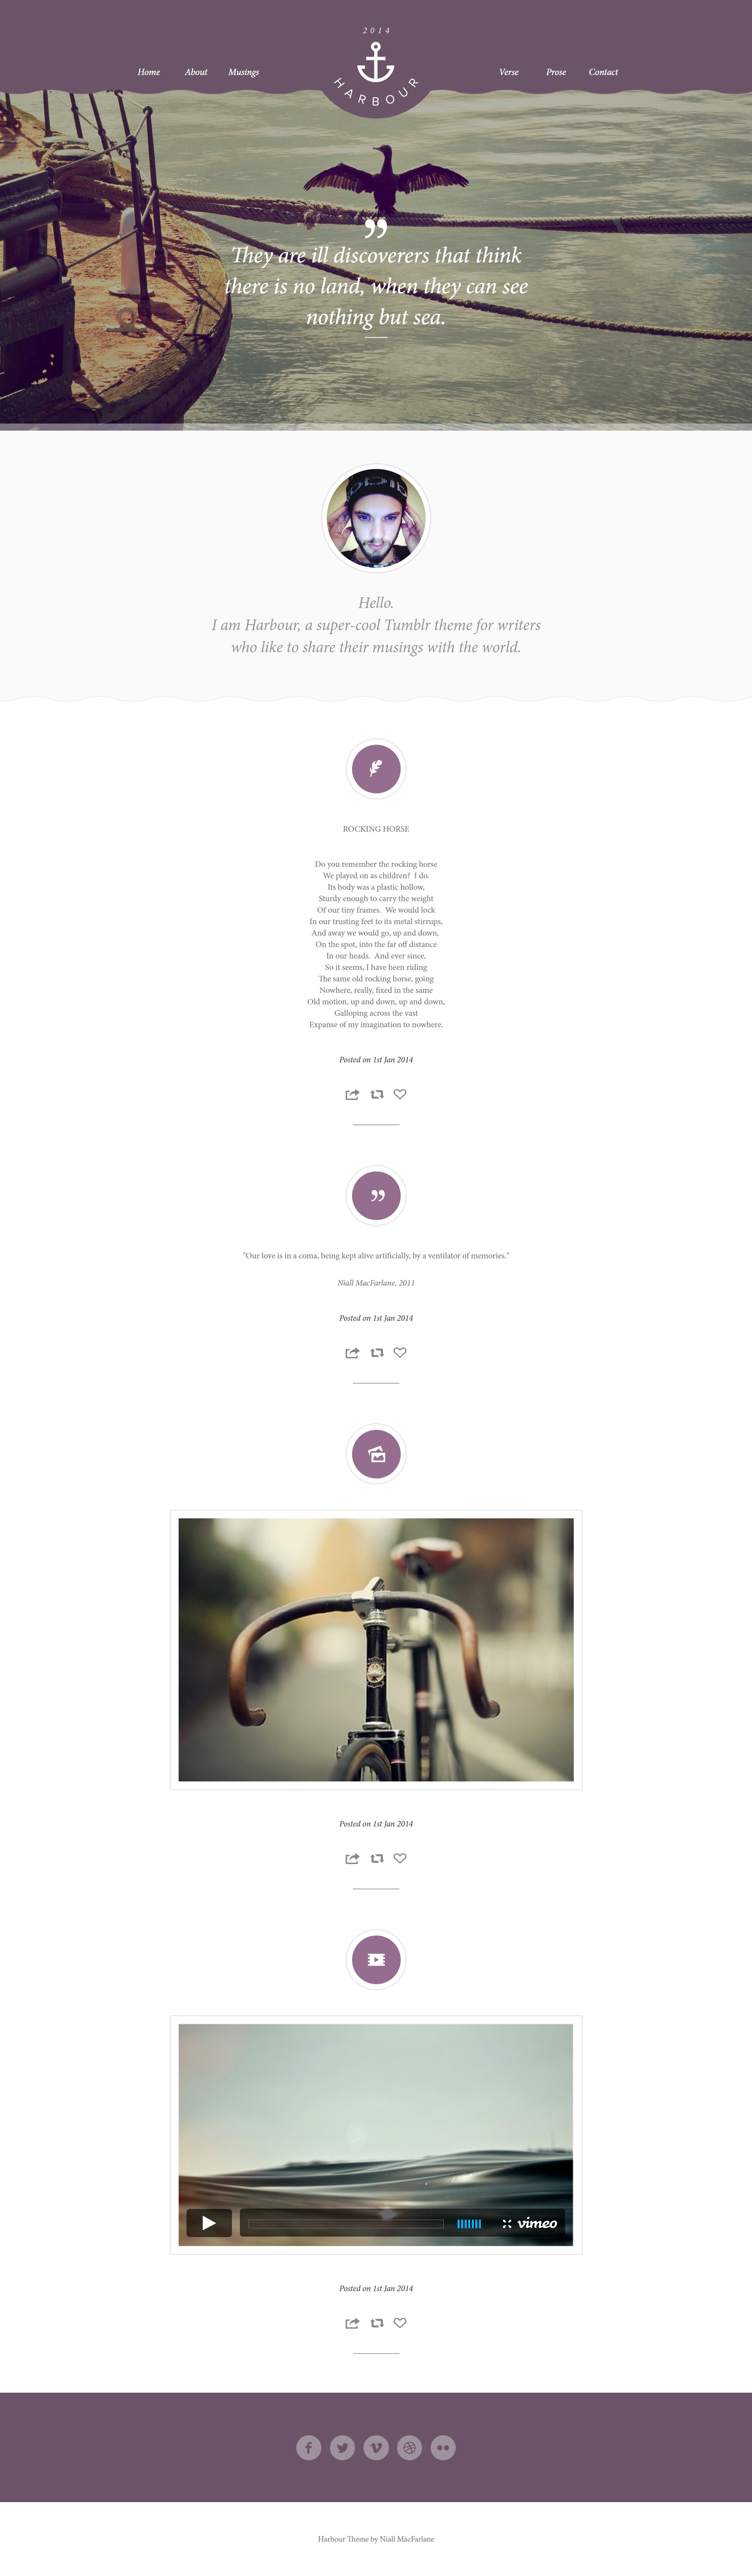 2014
Home About Musings
HARBOUR
Verse Prose Contact
”
They are ill discoverers that think
there is no land, when they can see
nothing but sea.
Hello.
I am Harbour, a super-cool Tumblr theme for writers
who like to share their musings with the world.
ROCKING HORSE
Do you remember the rocking horse
We played on as children?  I do.
Its body was a plastic hollow,
Sturdy enough to carry the weight
Of our tiny frames.  We would lock
In our trusting feet to its metal stirrups,
And away we would go, up and down,
On the spot, into the far off distance
In our heads.  And ever since,
So it seems, I have been riding
The same old rocking horse, going
Nowhere, really, fixed in the same
Old motion, up and down, up and down,
Galloping across the vast
Expanse of my imagination to nowhere.
Posted on 1st Jan 2014
”
"Our love is in a coma, being kept alive artificially, by a ventilator of memories."
Niall MacFarlane, 2011
Posted on 1st Jan 2014
Posted on 1st Jan 2014
vimeo
Posted on 1st Jan 2014
Harbour Theme by Niall MacFarlane